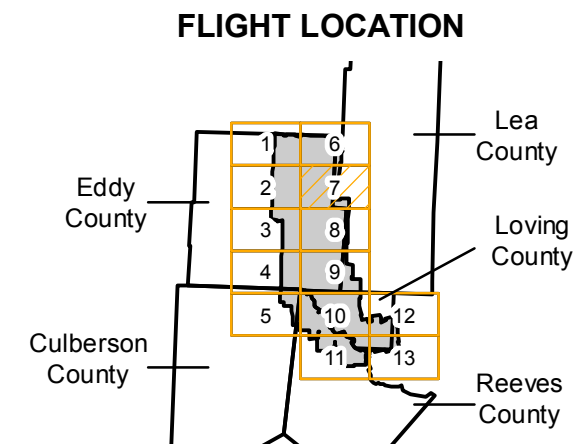 FLIGHT LOCATION
Lea
County
1
6
Eddy
County
2
7
3
8
Loving
County
4
9
5
10
12
Culberson
County
11
13
Reeves
County